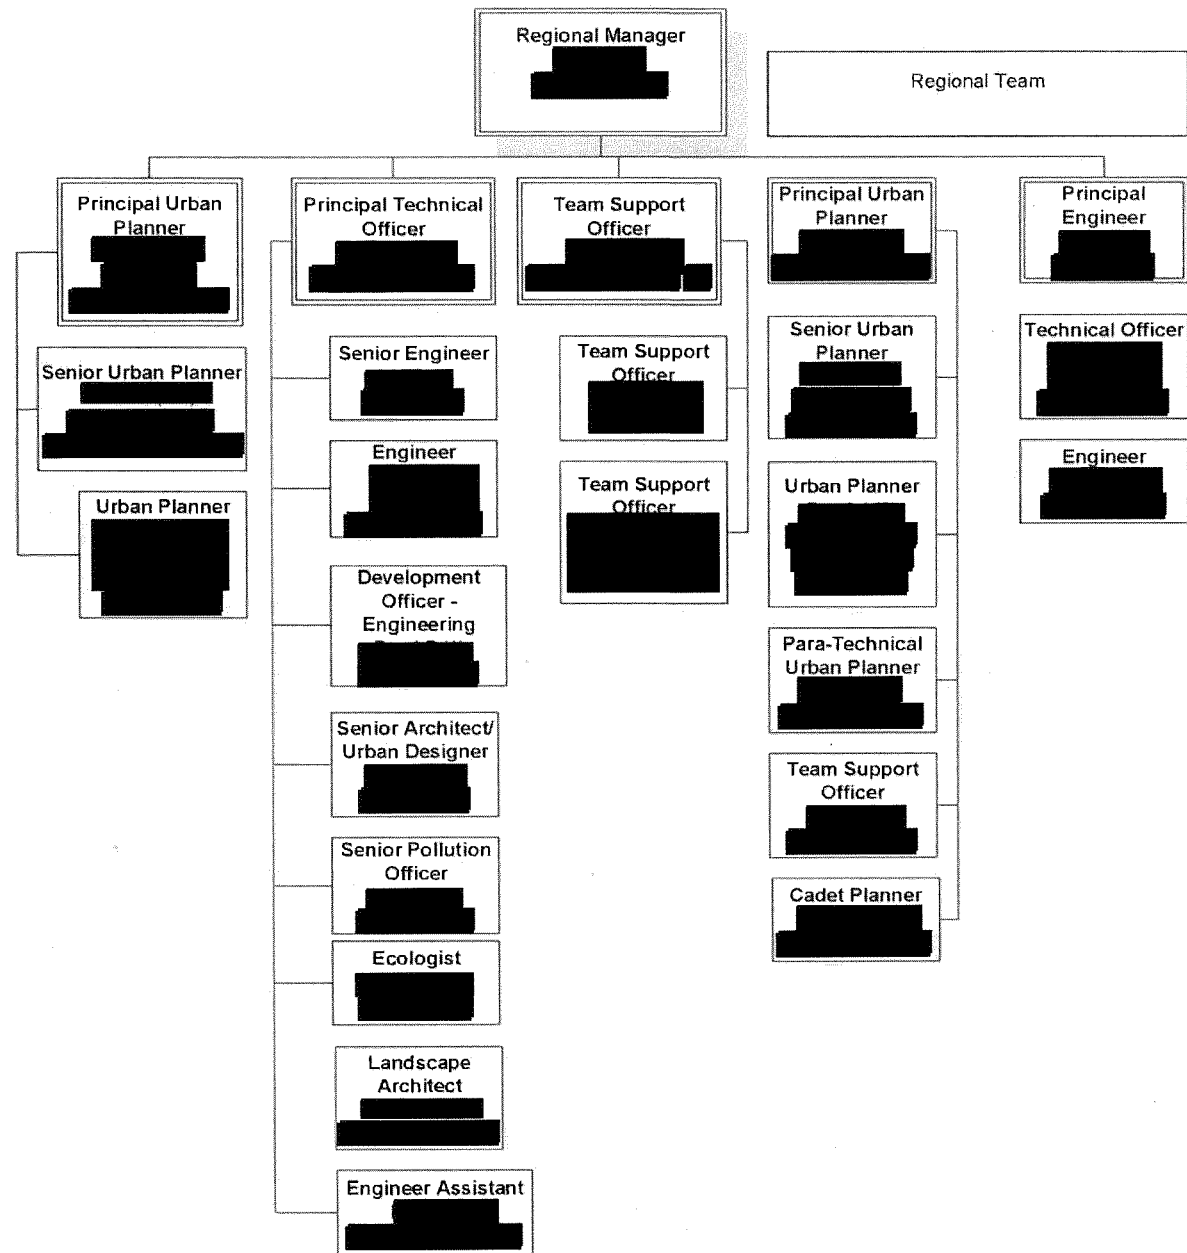 Regional Manager
Regional Team
Principal Urban
Planner
Senior Urban Planner
Urban Planner
Principal Technical
Officer
Senior Engineer
Engineer
Development
Officer -
Engineering
Senior Architect/
Urban Designer
Senior Pollution
Officer
Ecologist
Landscape
Architect
Engineer Assistant
Team Support
Officer
Team Support
Officer
Team Support
Officer
Principal Urban
Planner
Senior Urban
Planner
Urban Planner
Para-Technical
Urban Planner
Team Support
Officer
Cadet Planner
Principal
Engineer
Technical Officer
Engineer